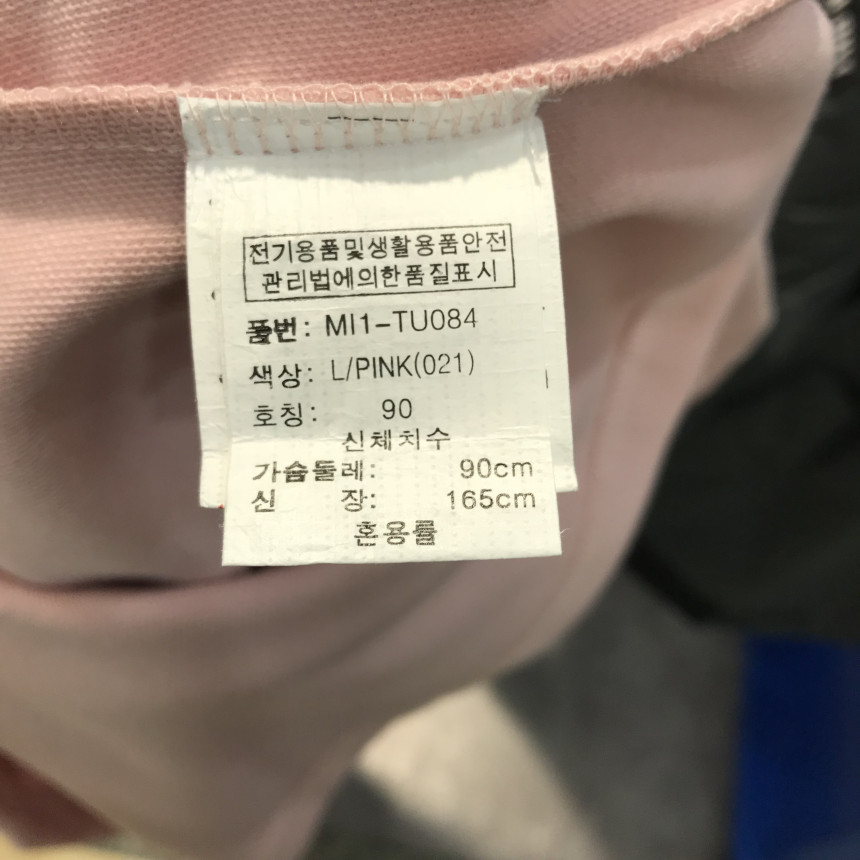 전기용품및생활용품안전
관리법에의한품질표시
품번: MI1-TU084
색상: L/PINK(021)
호칭: 90
신체치수
가슴둘레: 90cm
신 장: 165cm
혼용률